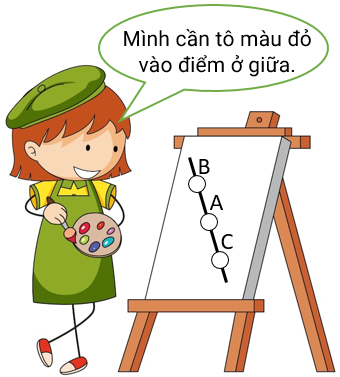 Mình cần tô màu đỏ
vào điểm ở giữa.
B
A
C